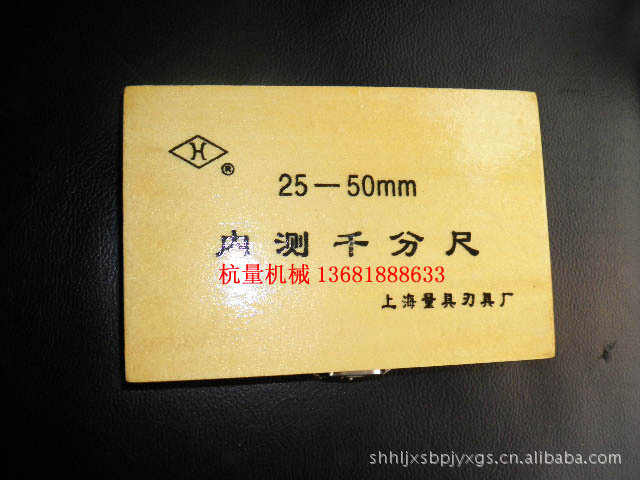 H
®
25—50mm
内测千分尺
杭量机械 13681888633
上海量具刃具厂
shhljxsbpjyxgs.cn.alibaba.com